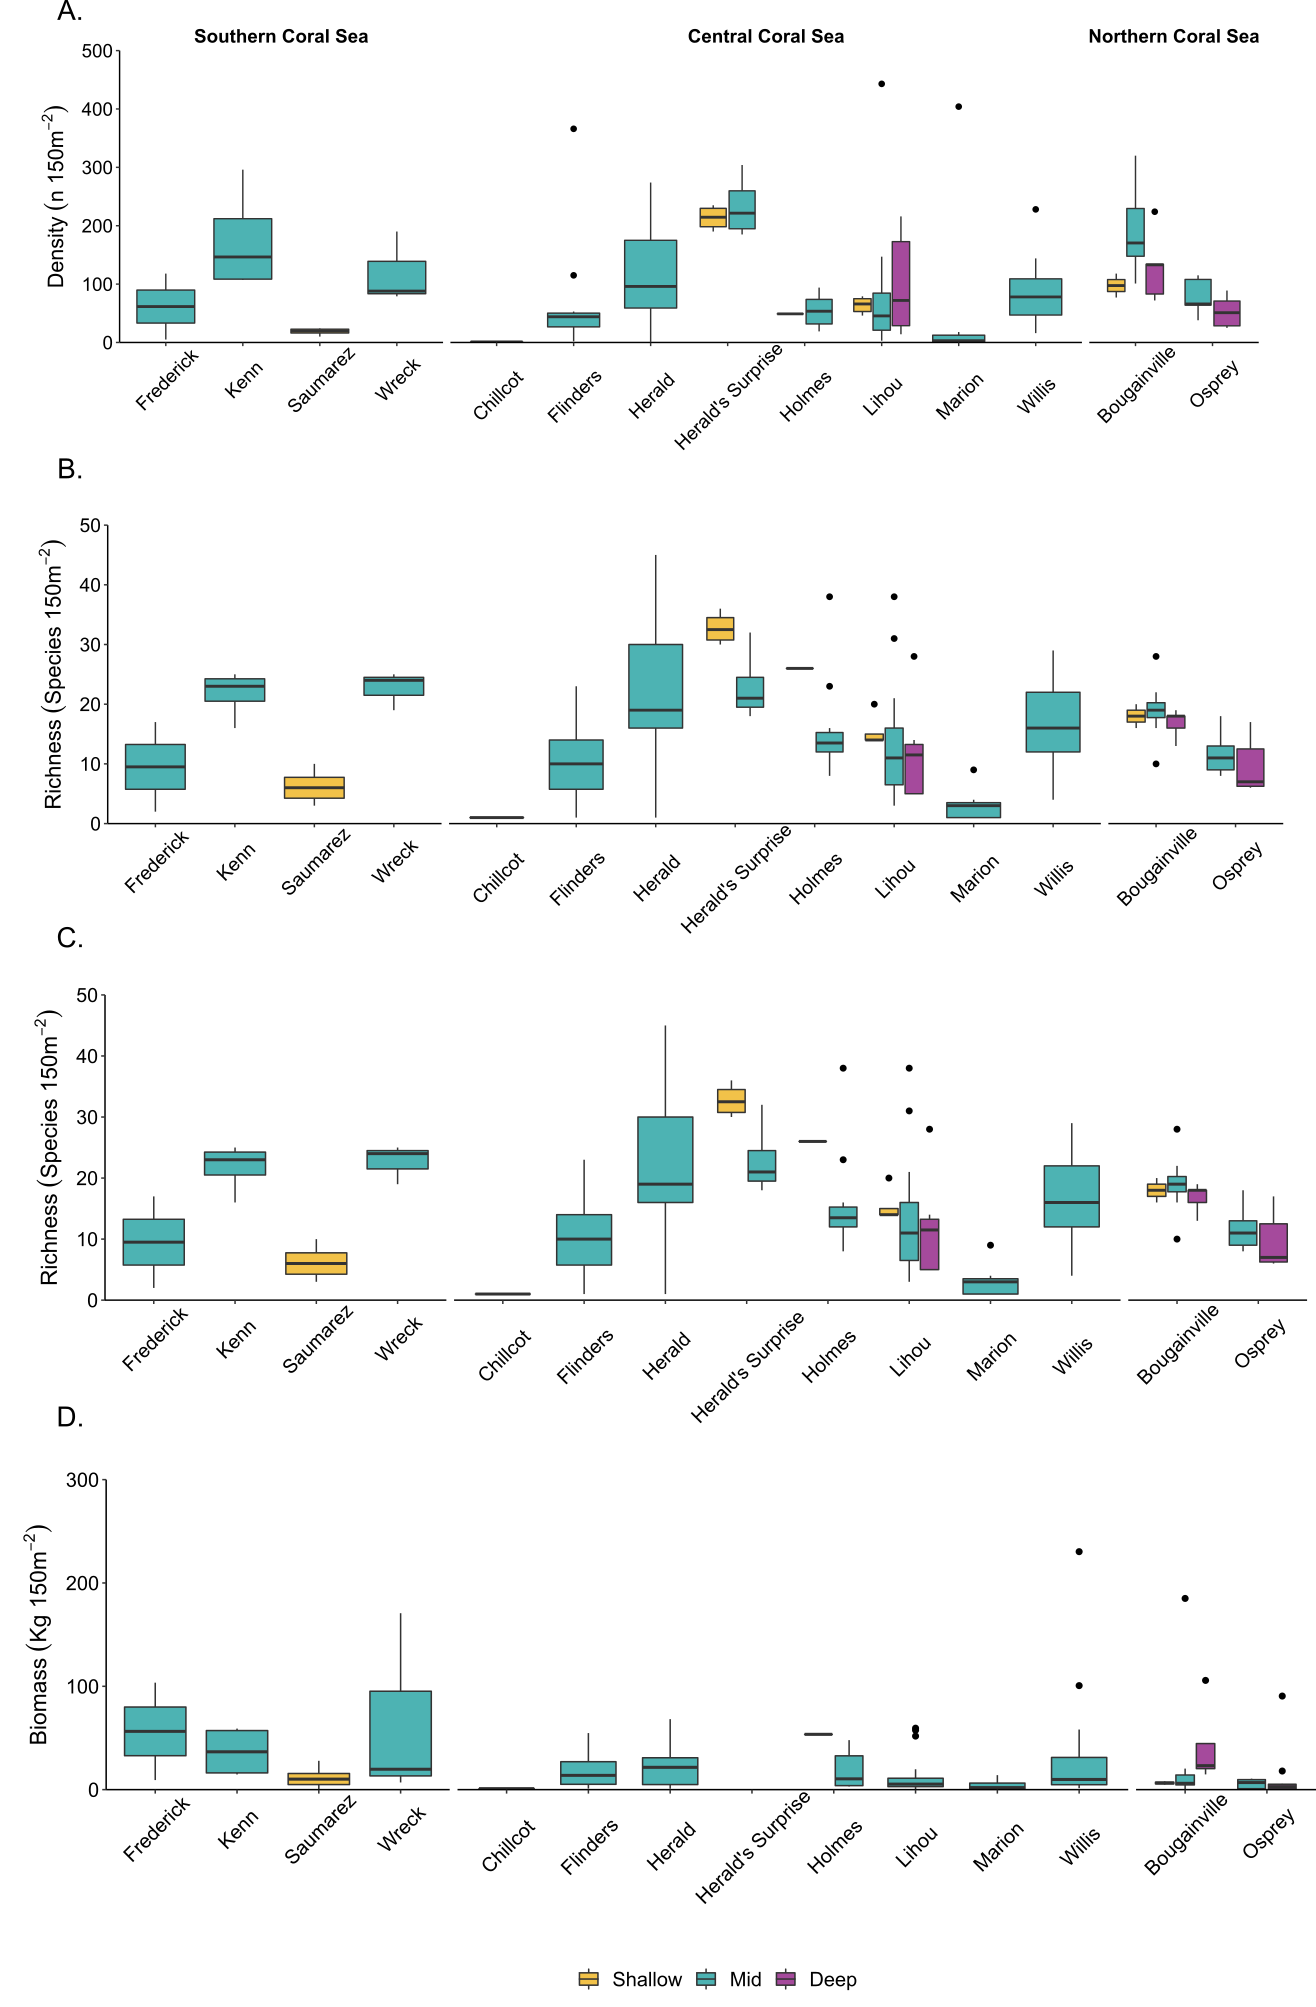 A.
Southern Coral Sea Central Coral Sea Northern Coral Sea
Density (n 150m⁻²)
500
400
300
200
100
0
Frederick Kenn Saumarez Wreck Chillcot Flinders Herald Herald's Surprise Holmes Lihou Marion Willis Bougainville Osprey
B.
Richness (Species 150m⁻²)
50
40
30
20
10
0
Frederick Kenn Saumarez Wreck Chillcot Flinders Herald Herald's Surprise Holmes Lihou Marion Willis Bougainville Osprey
C.
Richness (Species 150m⁻²)
50
40
30
20
10
0
Frederick Kenn Saumarez Wreck Chillcot Flinders Herald Herald's Surprise Holmes Lihou Marion Willis Bougainville Osprey
D.
Biomass (Kg 150m⁻²)
300
200
100
0
Frederick Kenn Saumarez Wreck Chillcot Flinders Herald Herald's Surprise Holmes Lihou Marion Willis Bougainville Osprey
Shallow Mid Deep